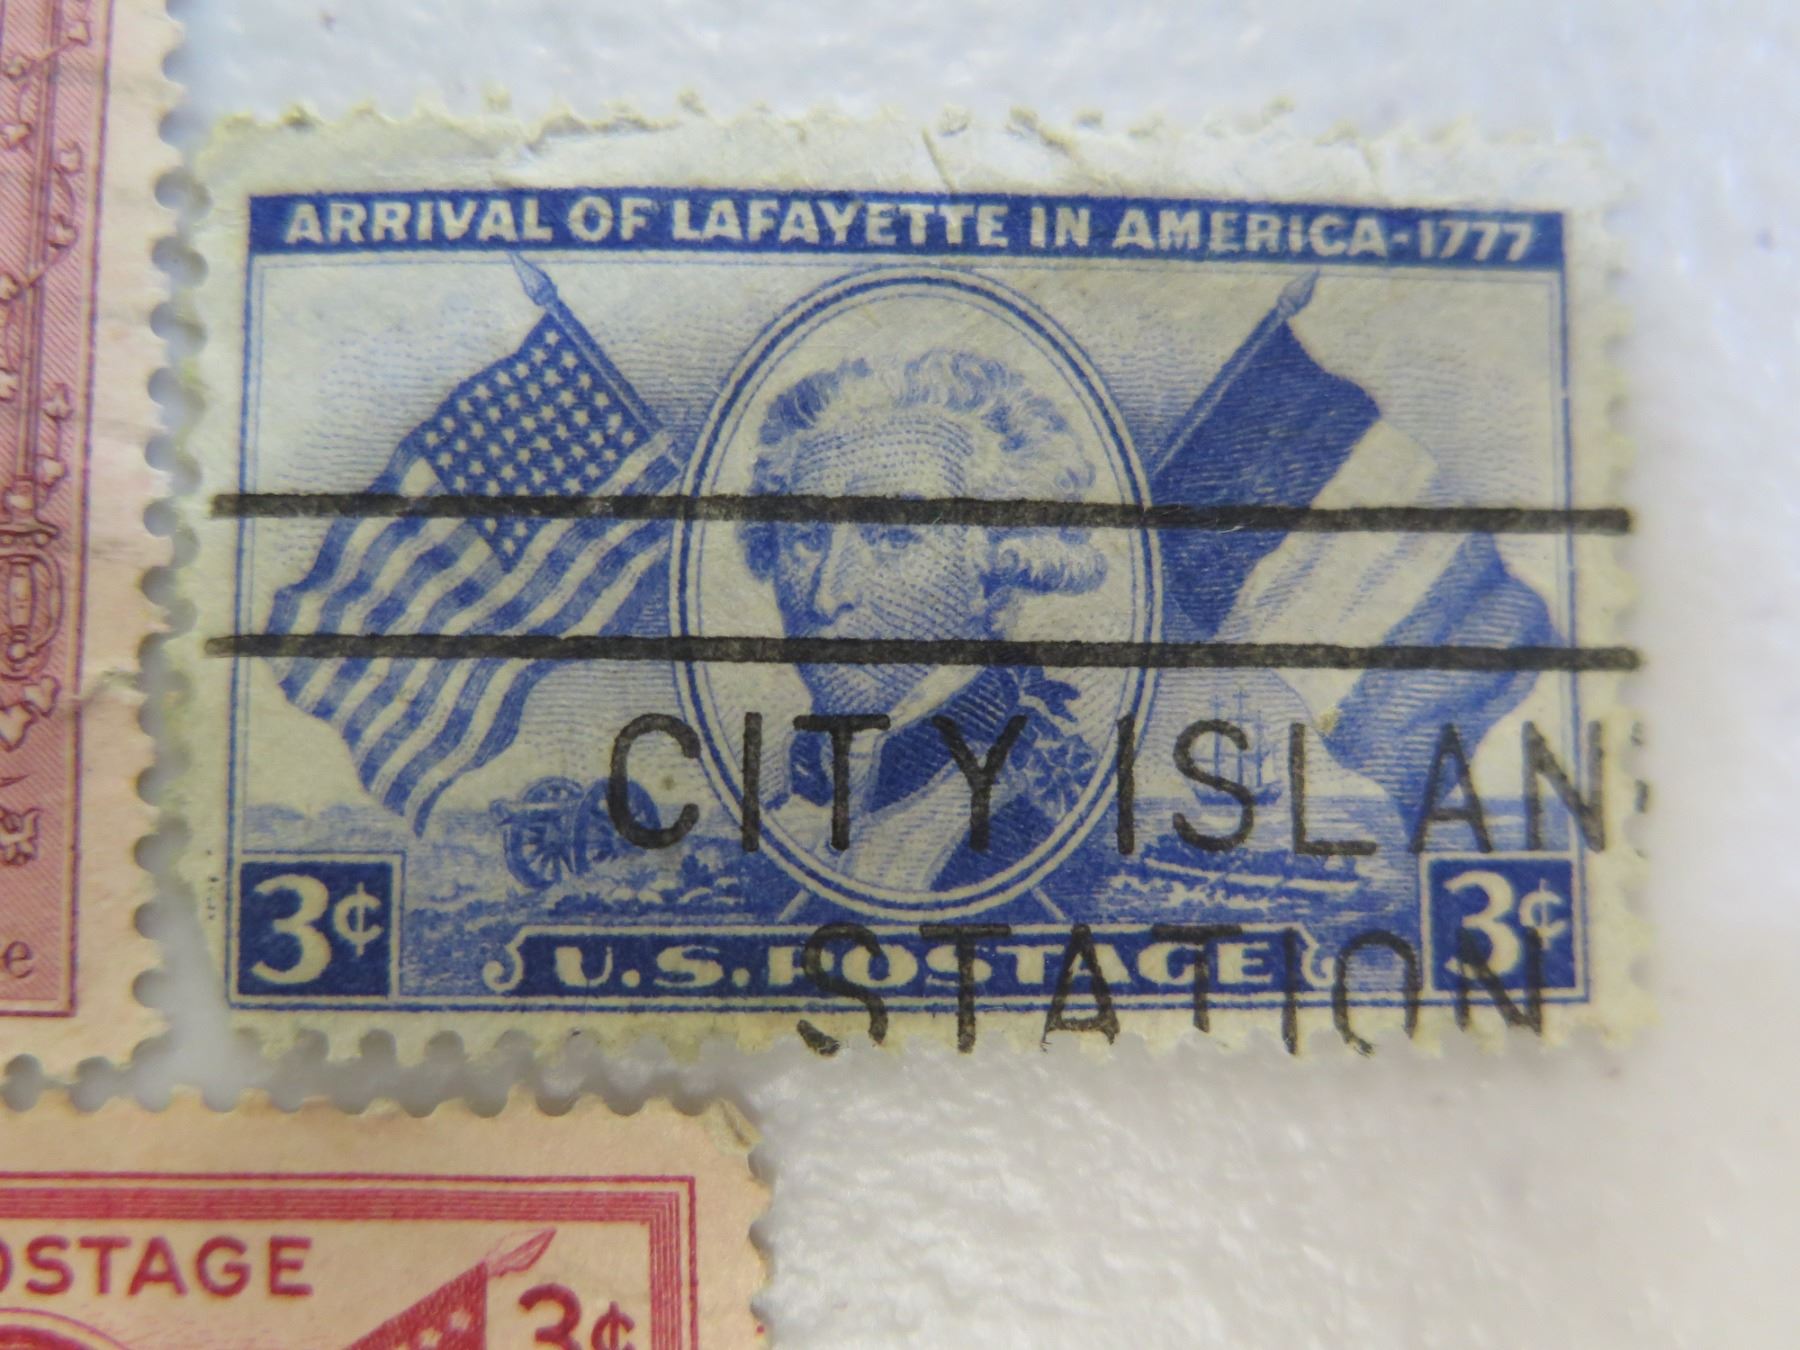 ARRIVAL OF LAFAYETTE IN AMERICA-1777
CITY ISLAN
3¢
3¢
U.S. POSTAGE
STATION
e
OSTAGE
3¢